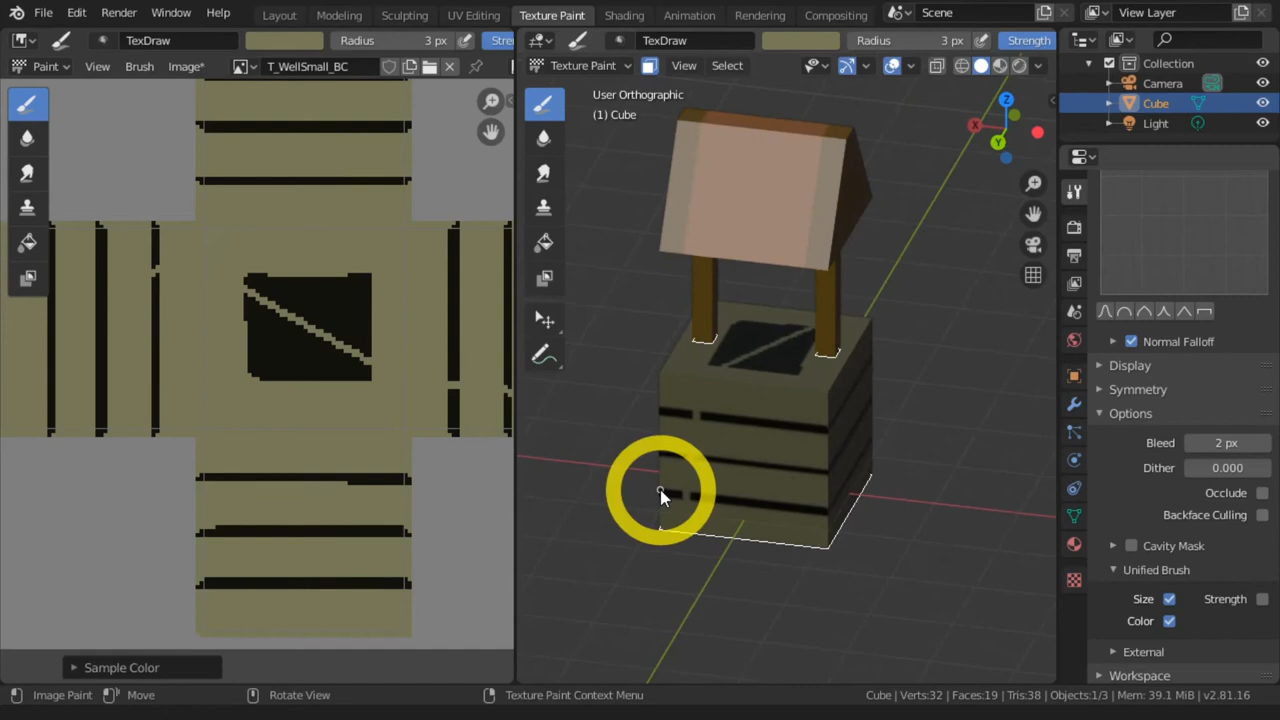 File Edit Render Window Help Layout Modeling Sculpting UV Editing Texture Paint Shading Animation Rendering Compositing Scene View Layer
TexDraw Radius 3 px Stre TexDraw Radius 3 px Strength
Paint View Brush Image* T_WellSmall_BC Texture Paint View Select
Collection
Camera
Cube
Light
User Orthographic
(1) Cube
Z
X
Y
Normal Falloff
Display
Symmetry
Options
Bleed 2 px
Dither 0.000
Occlude
Backface Culling
Cavity Mask
Unified Brush
Size Strength
Color
External
Workspace
Sample Color
Image Paint Move Rotate View Texture Paint Context Menu Cube | Verts:32 | Faces:19 | Tris:38 | Objects:1/3 | Mem: 39.1 MiB | v2.81.16